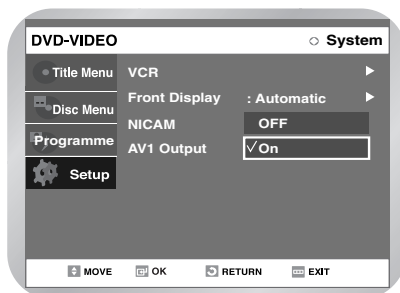 DVD-VIDEO System
Title Menu VCR
Disc Menu Front Display : Automatic
NICAM OFF
Programme AV1 Output ✓On
Setup
MOVE OK RETURN EXIT